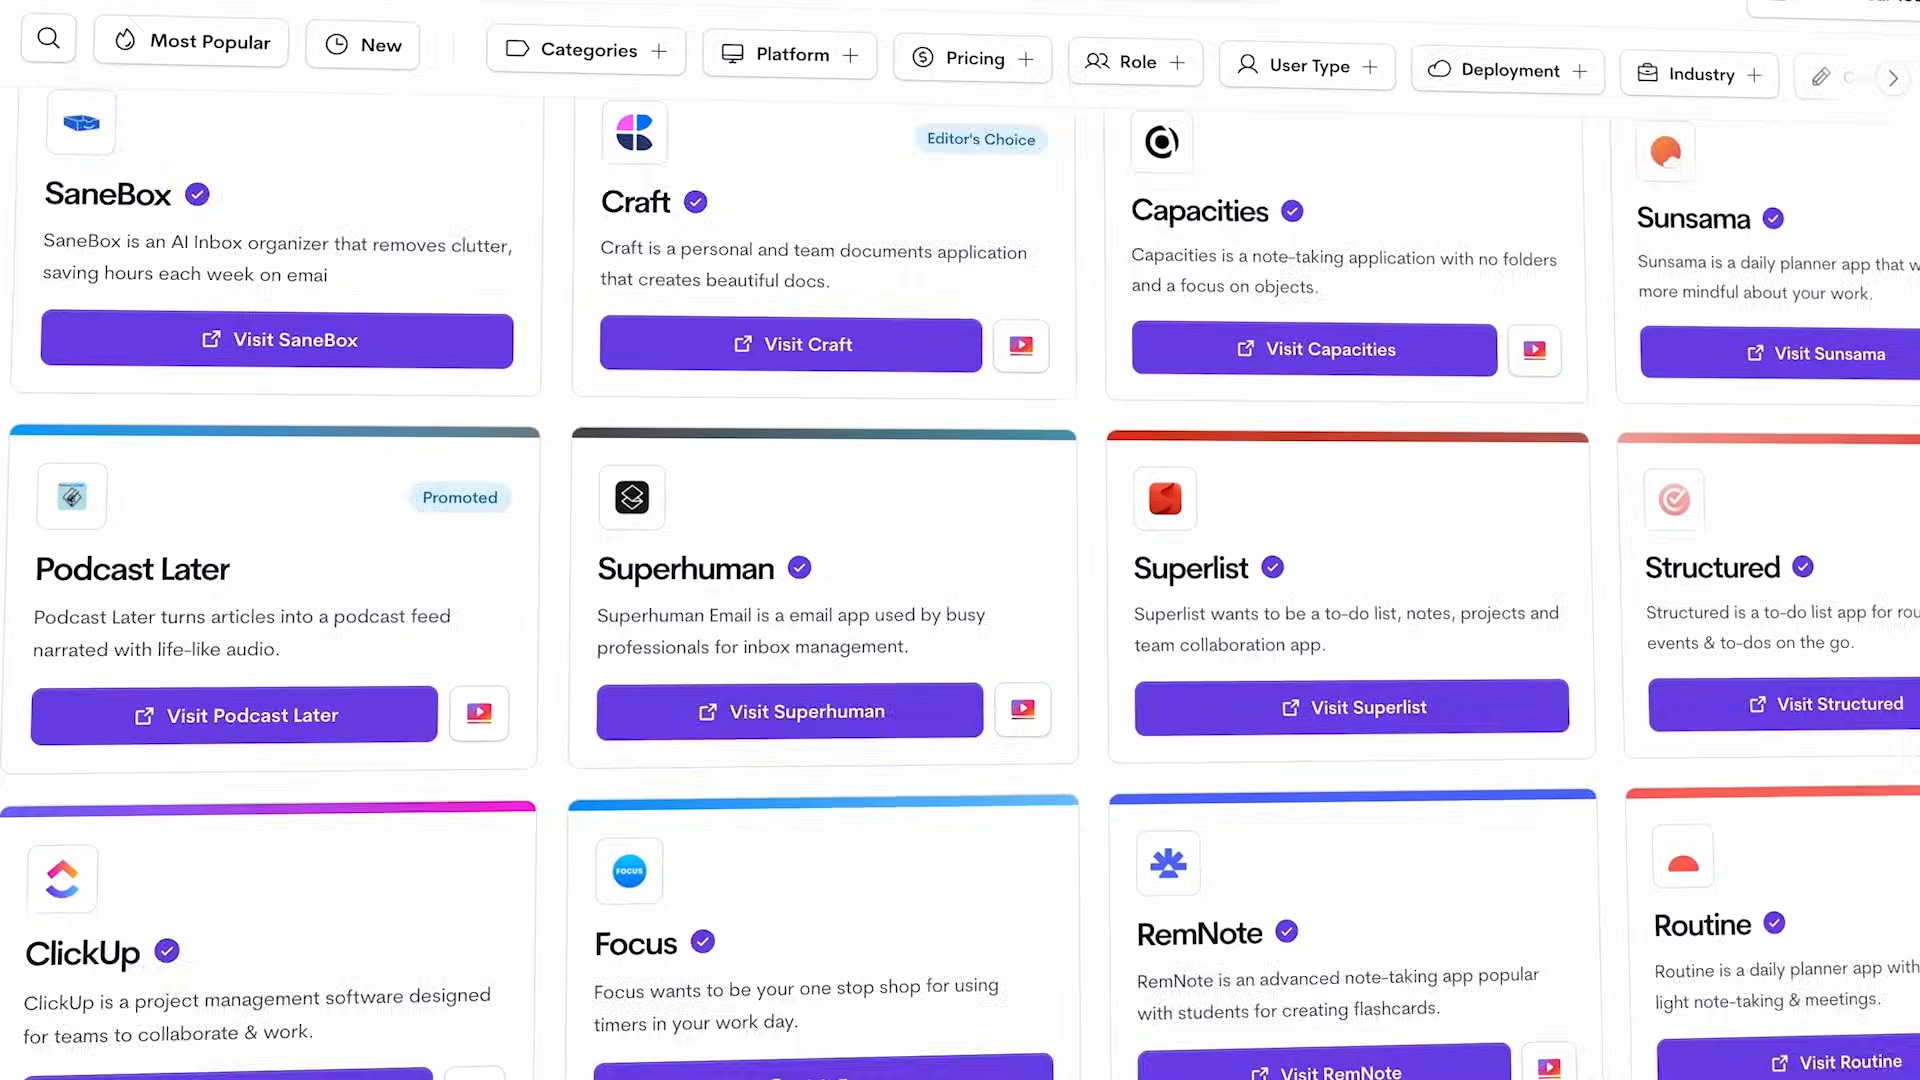 Most Popular
New
Categories
Platform
Pricing
Role
User Type
Deployment
Industry
SaneBox
SaneBox is an AI Inbox organizer that removes clutter,
saving hours each week on emai
Visit SaneBox
Editor's Choice
Craft
Craft is a personal and team documents application
that creates beautiful docs.
Visit Craft
Capacities
Capacities is a note-taking application with no folders
and a focus on objects.
Visit Capacities
Sunsama
Sunsama is a daily planner app that
more mindful about your work.
Visit Sunsama
Promoted
Podcast Later
Podcast Later turns articles into a podcast feed
narrated with life-like audio.
Visit Podcast Later
Superhuman
Superhuman Email is a email app used by busy
professionals for inbox management.
Visit Superhuman
Superlist
Superlist wants to be a to-do list, notes, projects and
team collaboration app.
Visit Superlist
Structured
Structured is a to-do list app for
events & to-dos on the go.
Visit Structured
ClickUp
ClickUp is a project management software designed
for teams to collaborate & work.
FOCUS
Focus
Focus wants to be your one stop shop for using
timers in your work day.
RemNote
RemNote is an advanced note-taking app popular
with students for creating flashcards.
Visit RemNote
Routine
Routine is a daily planner app with
light note-taking & meetings.
Visit Routine